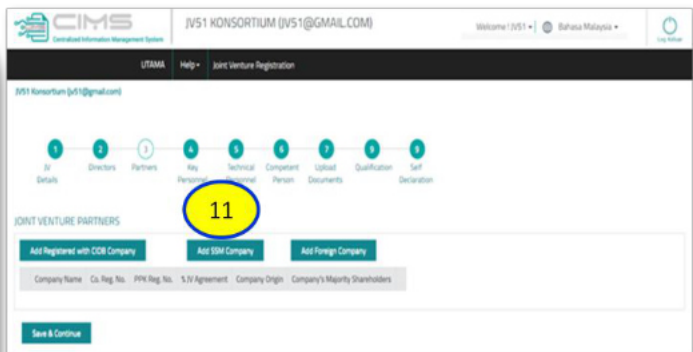 CIMS
Centralized Information Management System
JV51 KONSORTIUM (JV51@GMAIL.COM)
Welcome ! JV51
Bahasa Malaysia
Log Keluar
UTAMA Help Joint Venture Registration
JV51 Konsortium (jv51@gmail.com)
1 2 3 4 5 6 7 9 9
JV Details
Directors
Partners
Key Personnel
Technical Personnel
Competent Person
Upload Documents
Qualification
Self Declaration
11
JOINT VENTURE PARTNERS
Add Registered with CIDB Company Add SSM Company Add Foreign Company
Company Name Co. Reg. No. PPK Reg. No. % JV Agreement Company Origin Company's Majority Shareholders
Save & Continue